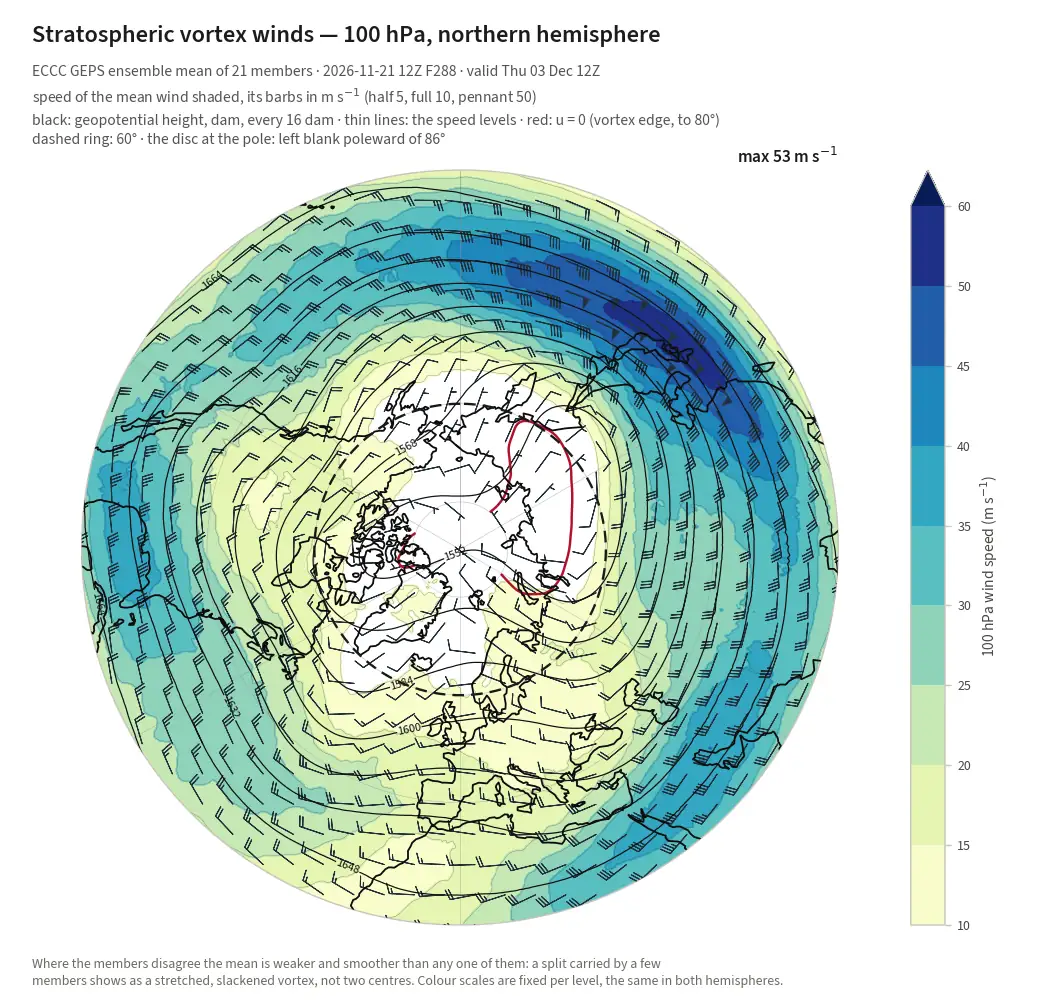 Stratospheric vortex winds — 100 hPa, northern hemisphere
ECCC GEPS ensemble mean of 21 members · 2026-11-21 12Z F288 · valid Thu 03 Dec 12Z
speed of the mean wind shaded, its barbs in m s⁻¹ (half 5, full 10, pennant 50)
black: geopotential height, dam, every 16 dam · thin lines: the speed levels · red: u = 0 (vortex edge, to 80°)
dashed ring: 60° · the disc at the pole: left blank poleward of 86°
max 53 m s⁻¹
1664
1616
1568
1552
1584
1600
1632
1648
60
50
45
40
35
30
25
20
15
10
100 hPa wind speed (m s⁻¹)
Where the members disagree the mean is weaker and smoother than any one of them: a split carried by a few
members shows as a stretched, slackened vortex, not two centres. Colour scales are fixed per level, the same in both hemispheres.